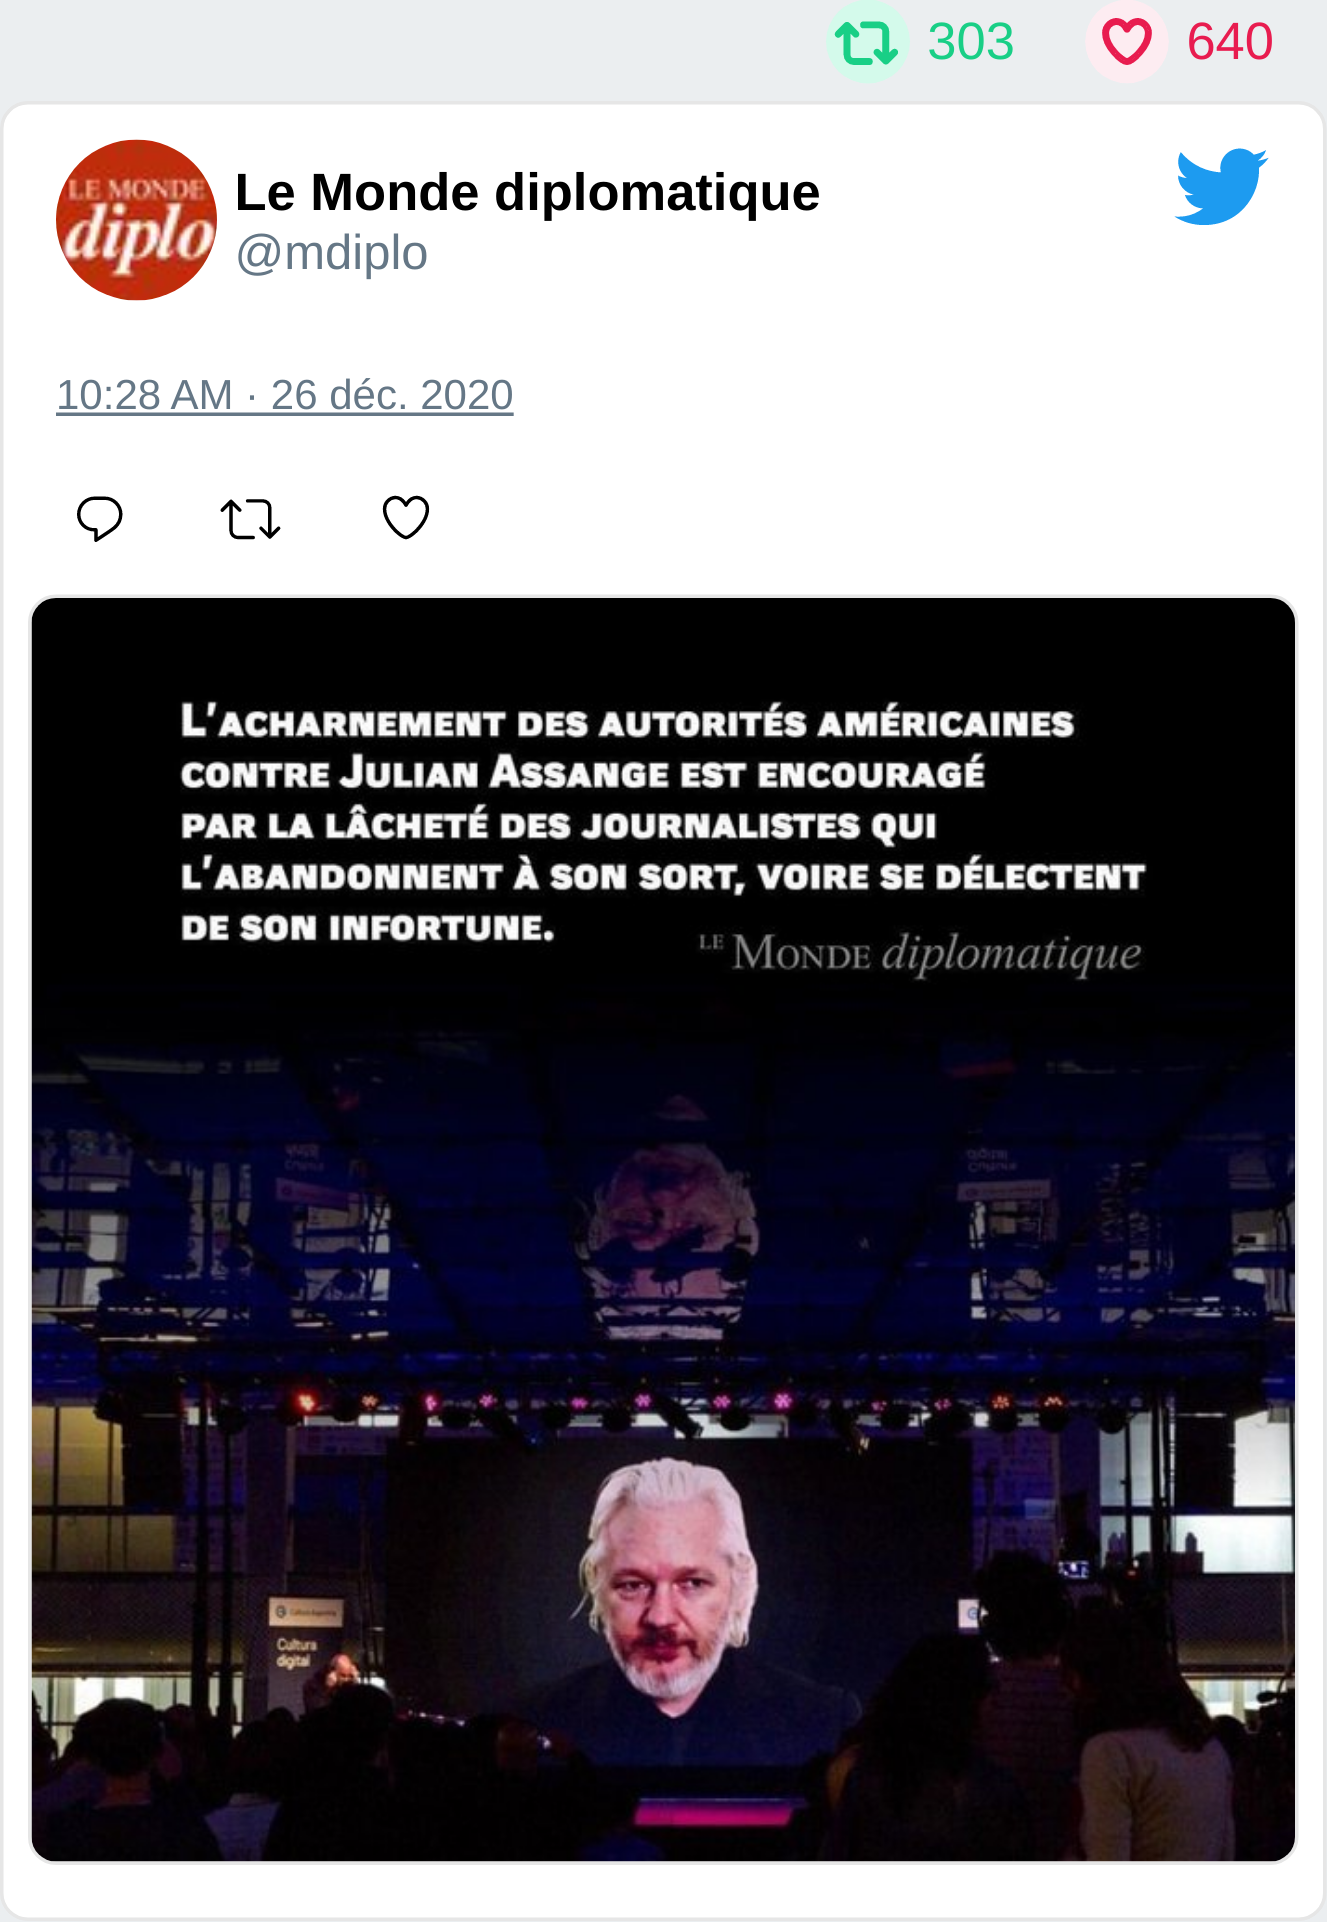 303 640
LE MONDE
diplo
Le Monde diplomatique
@mdiplo
10:28 AM · 26 déc. 2020
L'ACHARNEMENT DES AUTORITÉS AMÉRICAINES
CONTRE JULIAN ASSANGE EST ENCOURAGÉ
PAR LA LÂCHETÉ DES JOURNALISTES QUI
L'ABANDONNENT À SON SORT, VOIRE SE DÉLECTENT
DE SON INFORTUNE.
LE MONDE diplomatique
Cultura
digital